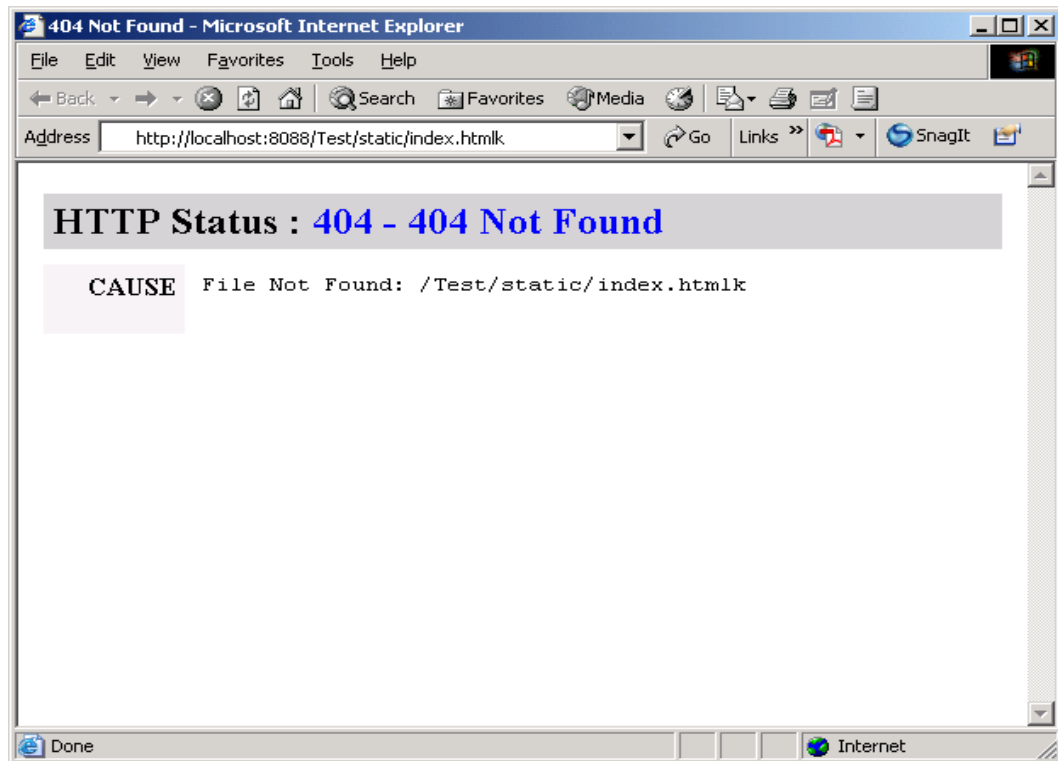 404 Not Found - Microsoft Internet Explorer
File Edit View Favorites Tools Help
Back Search Favorites Media
Address http://localhost:8088/Test/static/index.htmlk Go Links » SnagIt
HTTP Status : 404 - 404 Not Found
CAUSE File Not Found: /Test/static/index.htmlk
Done Internet